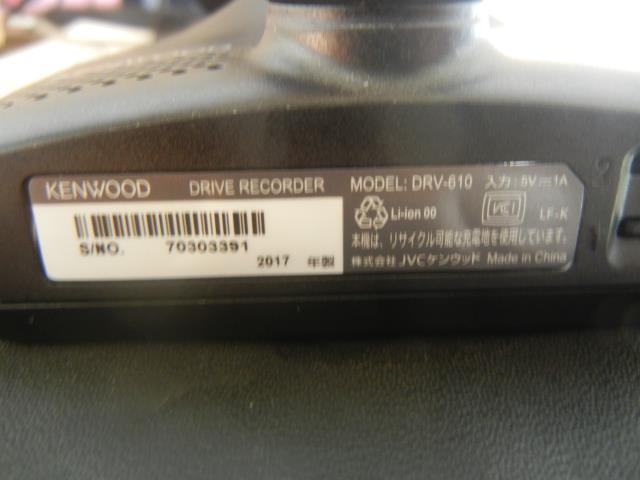 KENWOOD DRIVE RECORDER MODEL: DRV-610 入力:5V⎓1A
Li-ion 00
VCI
LF-K
S/NO. 70303391
本機は、リサイクル可能な充電池を使用しています。
2017 年製
株式会社 JVCケンウッド Made in China